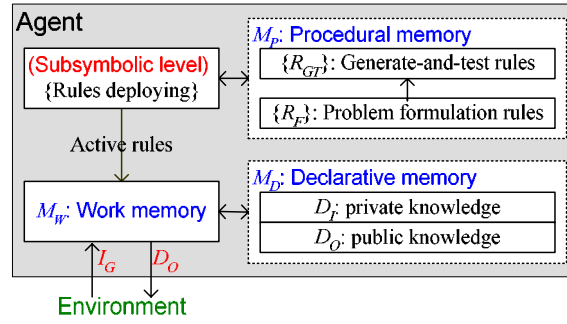 Agent
(Subsymbolic level)
{Rules deploying}
M_P: Procedural memory
{R_GT}: Generate-and-test rules
{R_F}: Problem formulation rules
Active rules
M_W: Work memory
M_D: Declarative memory
D_I: private knowledge
D_O: public knowledge
I_G
D_O
Environment